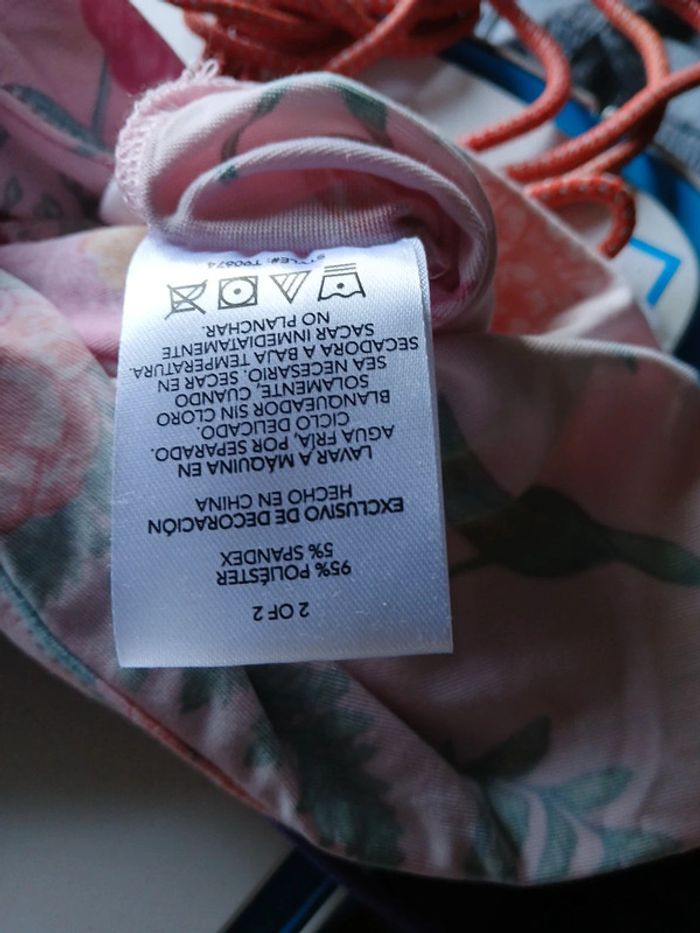 2 OF 2
95% POLIÉSTER
5% SPANDEX
EXCLUSIVO DE DECORACIÓN
HECHO EN CHINA
LAVAR A MÁQUINA EN
AGUA FRÍA, POR SEPARADO.
CICLO DELICADO.
BLANQUEADOR SIN CLORO
SOLAMENTE, CUANDO
SEA NECESARIO. SECAR EN
SECADORA A BAJA TEMPERATURA.
SACAR INMEDIATAMENTE
NO PLANCHAR.
STYLE#: T90674